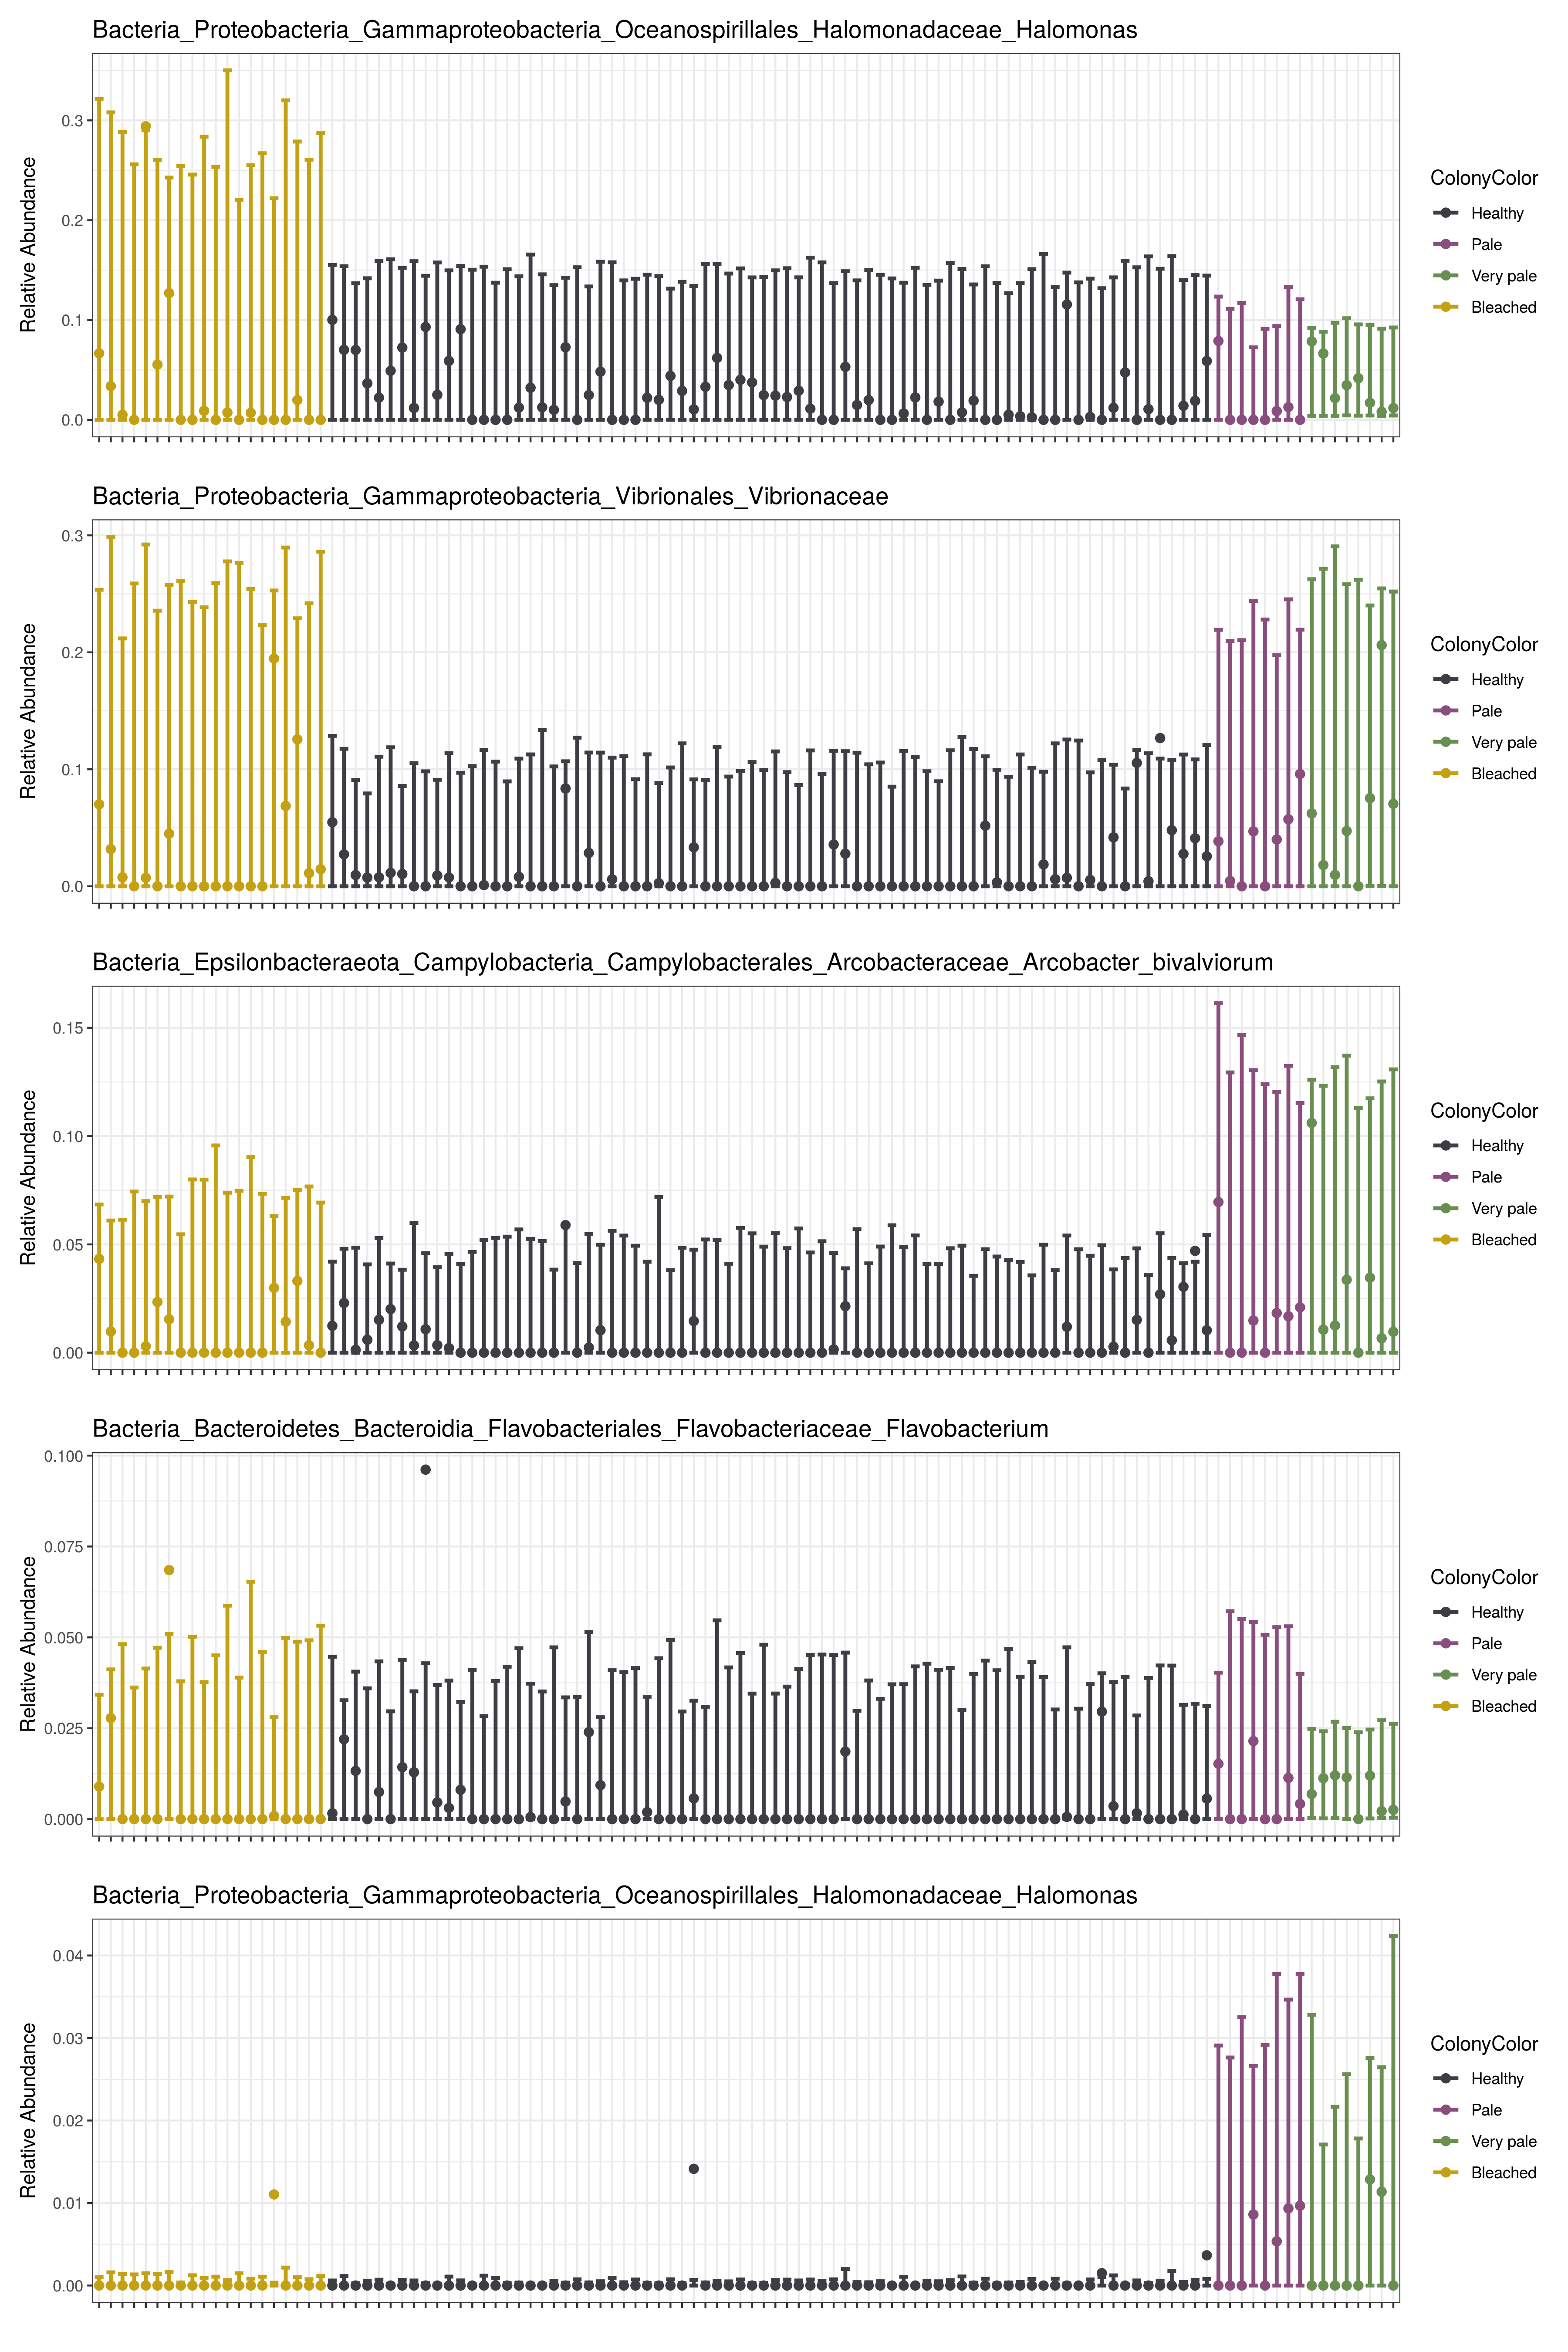 Bacteria_Proteobacteria_Gammaproteobacteria_Oceanospirillales_Halomonadaceae_Halomonas
Relative Abundance
0.3
0.2
0.1
0.0
ColonyColor
Healthy
Pale
Very pale
Bleached
Bacteria_Proteobacteria_Gammaproteobacteria_Vibrionales_Vibrionaceae
Relative Abundance
0.3
0.2
0.1
0.0
ColonyColor
Healthy
Pale
Very pale
Bleached
Bacteria_Epsilonbacteraeota_Campylobacteria_Campylobacterales_Arcobacteraceae_Arcobacter_bivalviorum
Relative Abundance
0.15
0.10
0.05
0.00
ColonyColor
Healthy
Pale
Very pale
Bleached
Bacteria_Bacteroidetes_Bacteroidia_Flavobacteriales_Flavobacteriaceae_Flavobacterium
Relative Abundance
0.100
0.075
0.050
0.025
0.000
ColonyColor
Healthy
Pale
Very pale
Bleached
Bacteria_Proteobacteria_Gammaproteobacteria_Oceanospirillales_Halomonadaceae_Halomonas
Relative Abundance
0.04
0.03
0.02
0.01
0.00
ColonyColor
Healthy
Pale
Very pale
Bleached